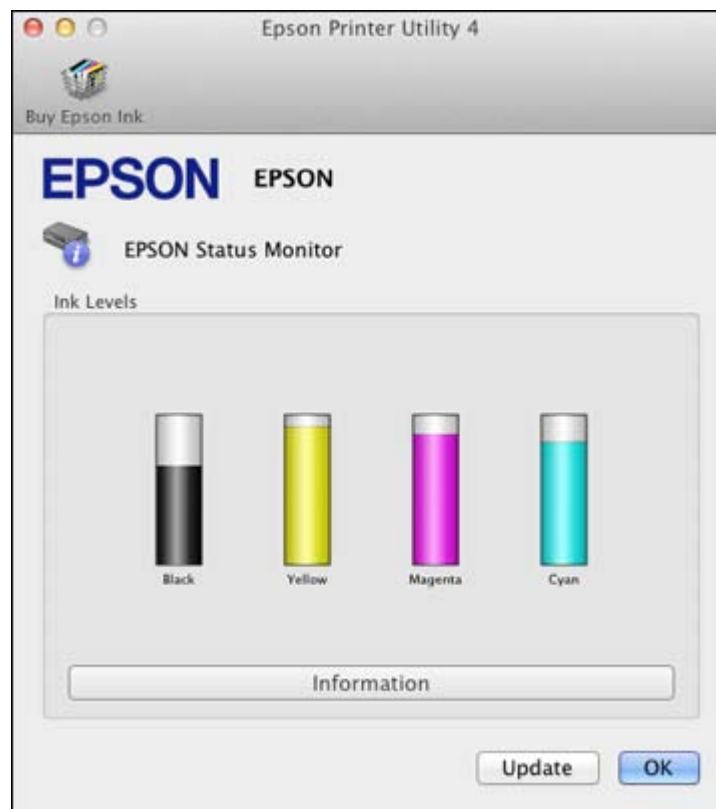 Epson Printer Utility 4
Buy Epson Ink
EPSON EPSON
EPSON Status Monitor
Ink Levels
Black Yellow Magenta Cyan
Information
Update OK